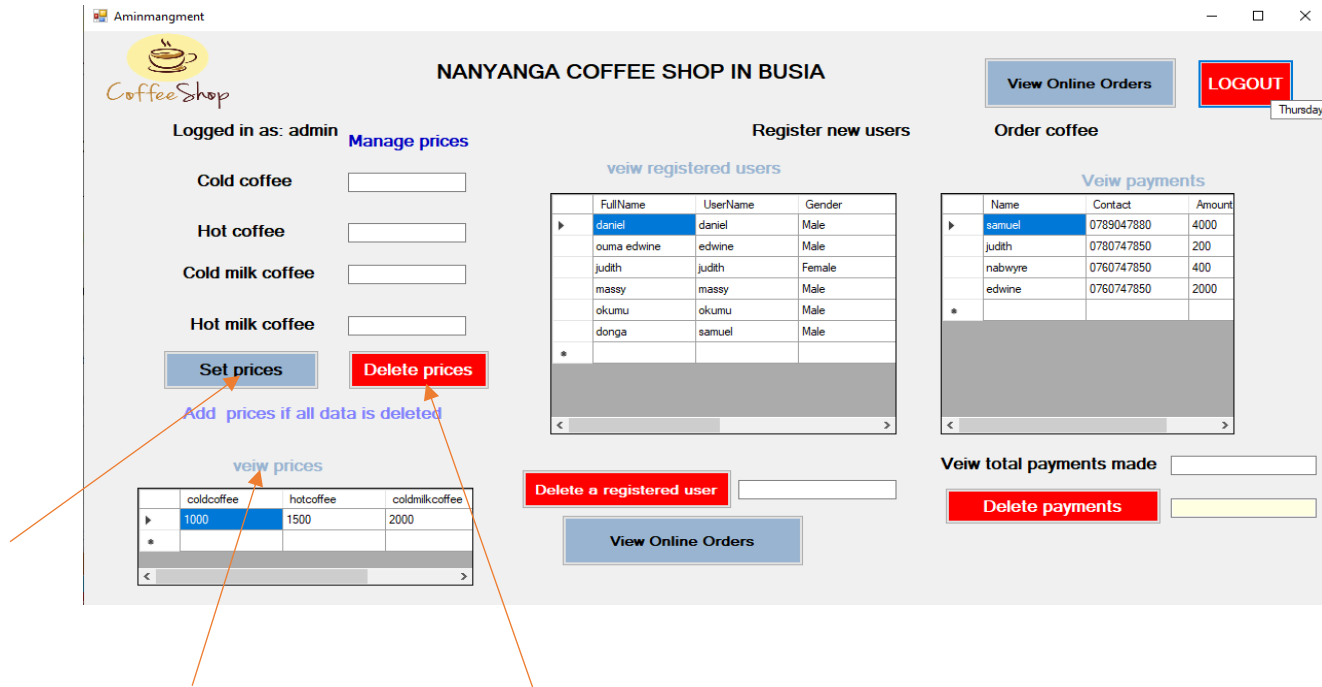 Aminmangment
CoffeeShop
NANYANGA COFFEE SHOP IN BUSIA
View Online Orders
LOGOUT
Thursday
Logged in as: admin
Manage prices
Register new users
Order coffee
Cold coffee
Hot coffee
Cold milk coffee
Hot milk coffee
Set prices
Delete prices
Add prices if all data is deleted
veiw prices
coldcoffee hotcoffee coldmilkcoffee
1000 1500 2000
veiw registered users
FullName UserName Gender
daniel daniel Male
ouma edwine edwine Male
judith judith Female
massy massy Male
okumu okumu Male
donga samuel Male
Delete a registered user
View Online Orders
Veiw payments
Name Contact Amount
samuel 0789047880 4000
judith 0780747850 200
nabwyre 0760747850 400
edwine 0760747850 2000
Veiw total payments made
Delete payments